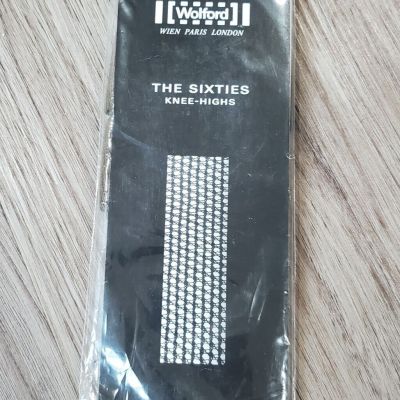 Wolford
WIEN PARIS LONDON
THE SIXTIES
KNEE-HIGHS